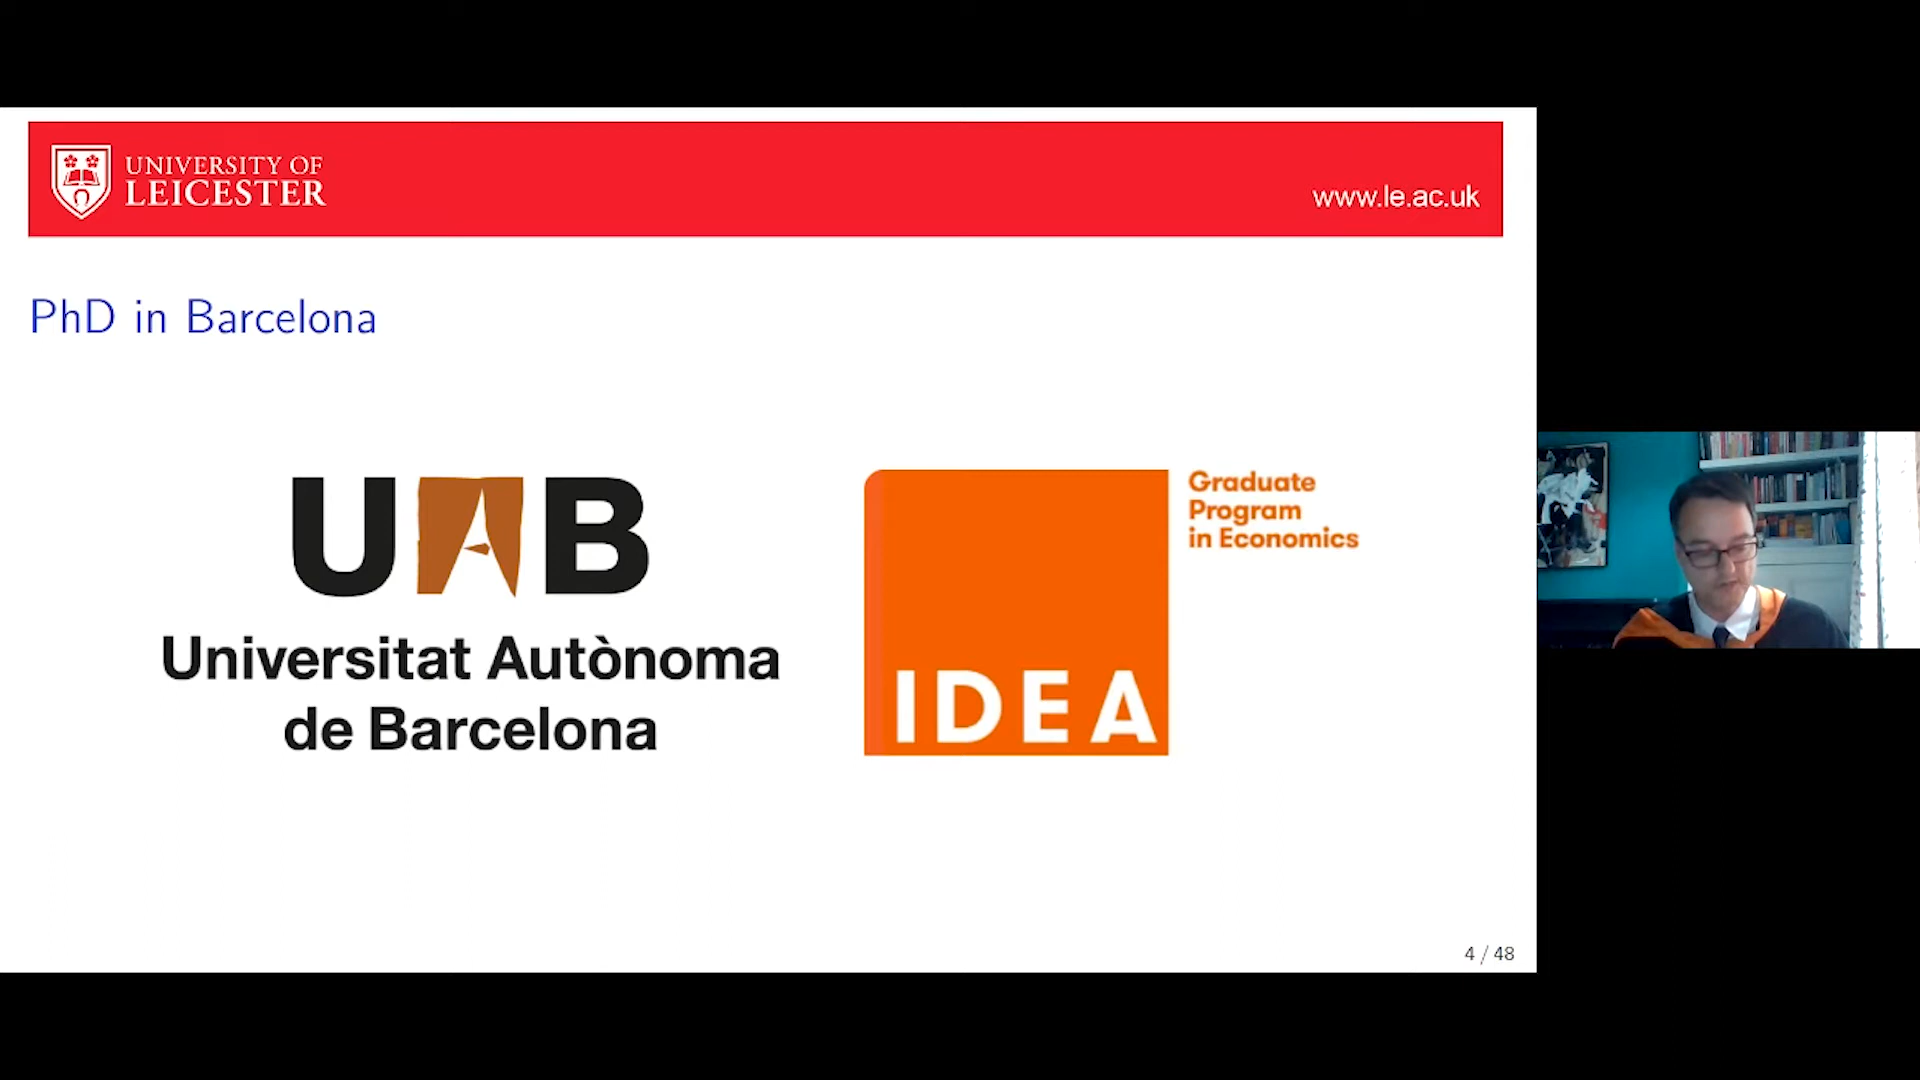 UNIVERSITY OF
LEICESTER
www.le.ac.uk
PhD in Barcelona
UAB
Universitat Autònoma
de Barcelona
Graduate
Program
in Economics
IDEA
4 / 48